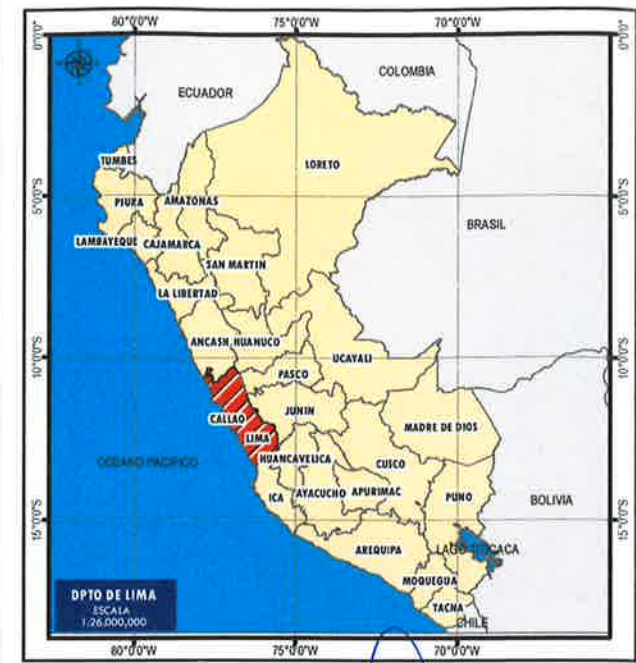 80°0'0"W 75°0'0"W 70°0'0"W
0°0'0" 0°0'0"
COLOMBIA
ECUADOR
TUMBES
LORETO
PIURA AMAZONAS
5°0'0"S 5°0'0"S
BRASIL
LAMBAYEQUE CAJAMARCA
SAN MARTIN
LA LIBERTAD
ANCASH HUANUCO
UCAYALI
10°0'0"S 10°0'0"S
PASCO
CALLAO JUNIN
MADRE DE DIOS
LIMA
HUANCAVELICA
OCEANO PACIFICO CUSCO
ICA AYACUCHO APURIMAC PUNO
BOLIVIA
15°0'0"S 15°0'0"S
AREQUIPA LAGO TITICACA
MOQUEGUA
DPTO DE LIMA
ESCALA
1:26,000,000
TACNA
CHILE
80°0'0"W 75°0'0"W 70°0'0"W